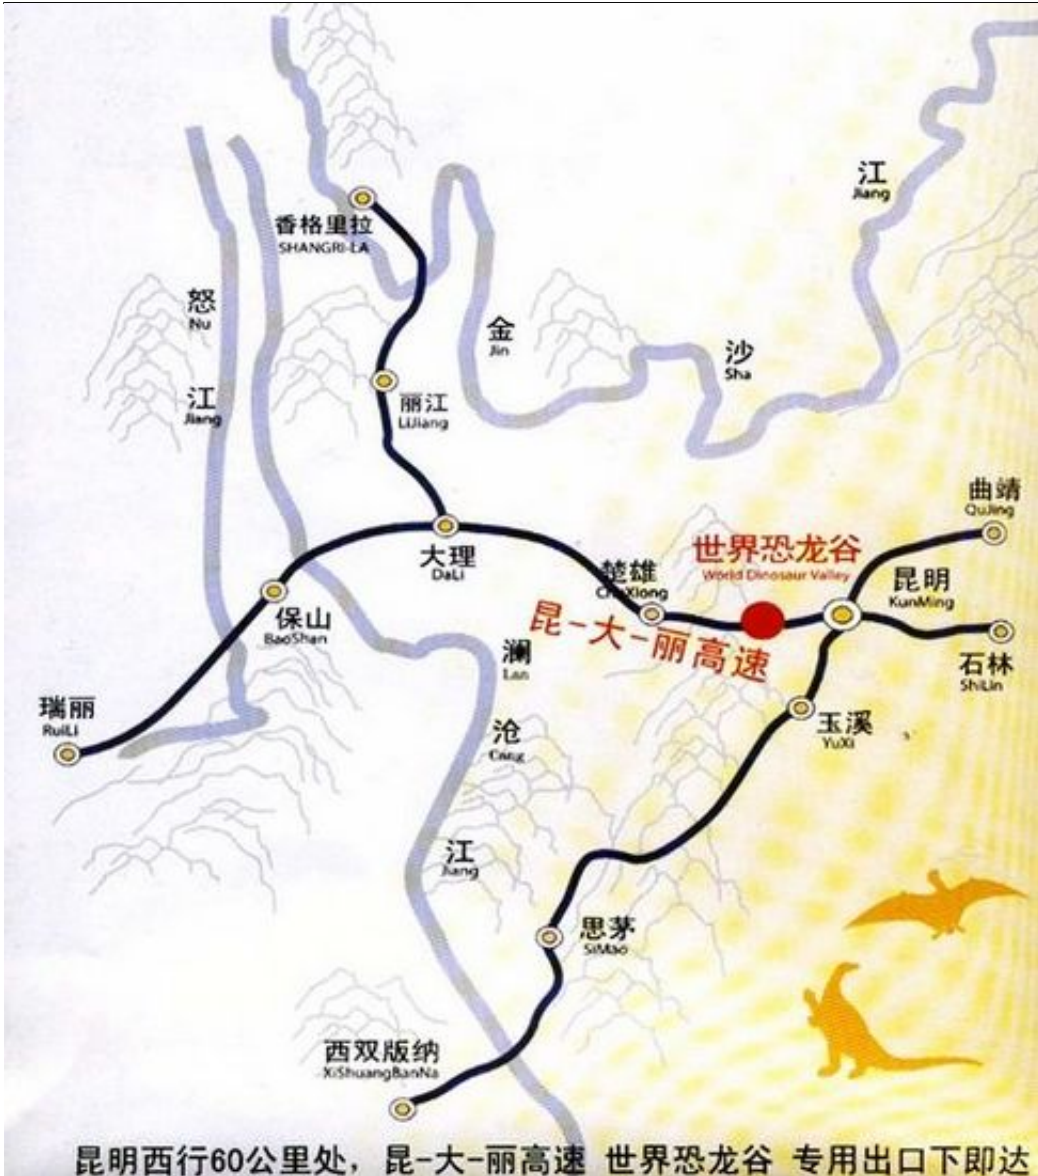 江
Jiang
香格里拉
SHANGRI-LA
怒
Nu
金
Jin
沙
Sha
江
Jiang
丽江
LiJiang
曲靖
QuJing
大理
DaLi
世界恐龙谷
World Dinosaur Valley
楚雄
ChuXiong
昆明
KunMing
保山
BaoShan
昆-大-丽高速
澜
Lan
石林
ShiLin
瑞丽
RuiLi
沧
Cang
玉溪
YuXi
江
Jiang
思茅
SiMao
西双版纳
XiShuangBanNa
昆明西行60公里处，昆-大-丽高速 世界恐龙谷 专用出口下即达